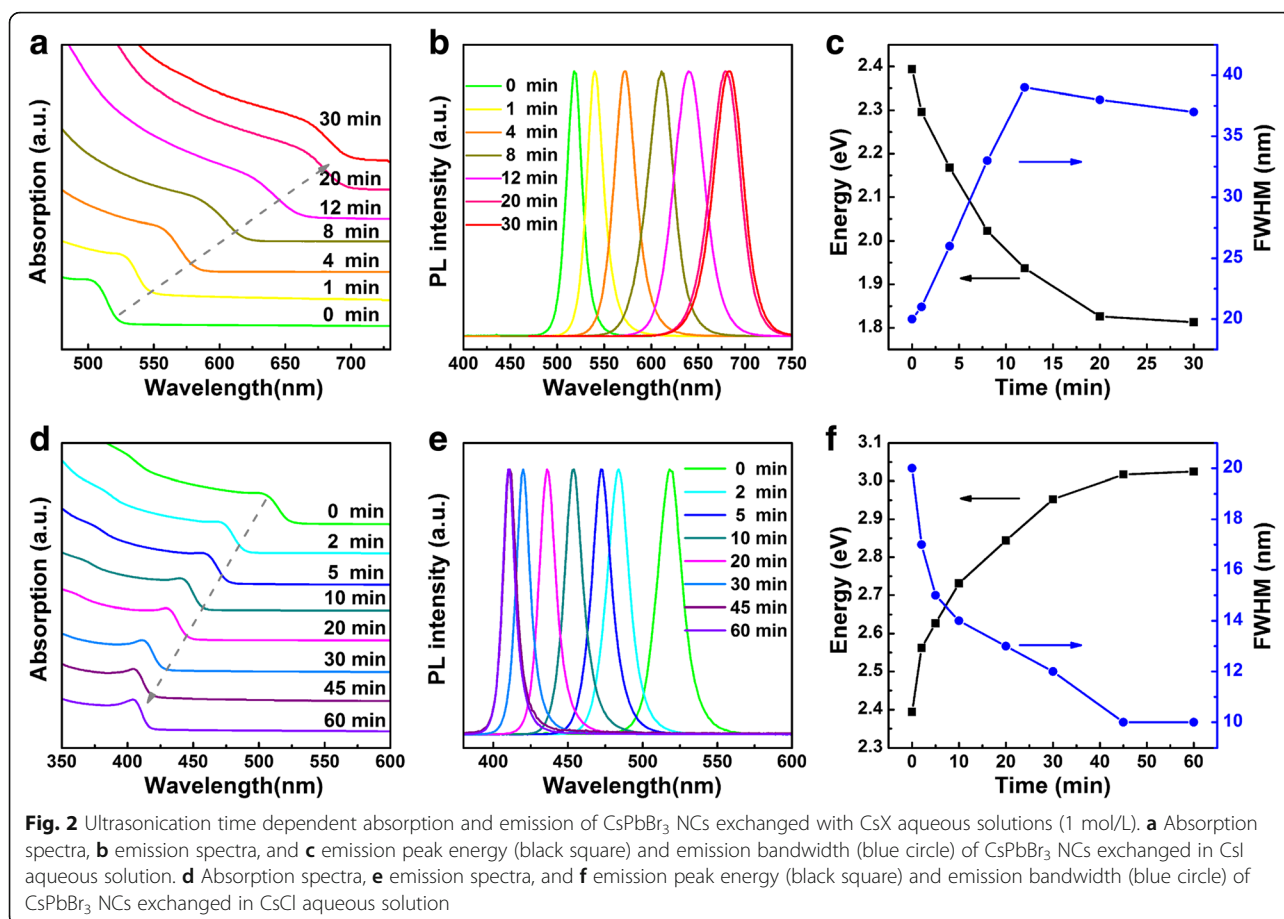 a
Absorption (a.u.)
30 min
20 min
12 min
8 min
4 min
1 min
0 min
500 550 600 650 700
Wavelength(nm)
b
PL intensity (a.u.)
0 min
1 min
4 min
8 min
12 min
20 min
30 min
400 450 500 550 600 650 700 750
Wavelength(nm)
c
Energy (eV)
2.4
2.3
2.2
2.1
2.0
1.9
1.8
40
35
30
25
20
FWHM (nm)
0 5 10 15 20 25 30
Time (min)
d
Absorption (a.u.)
0 min
2 min
5 min
10 min
20 min
30 min
45 min
60 min
350 400 450 500 550 600
Wavelength(nm)
e
PL intensity (a.u.)
0 min
2 min
5 min
10 min
20 min
30 min
45 min
60 min
400 450 500 550 600
Wavelength(nm)
f
Energy (eV)
3.1
3.0
2.9
2.8
2.7
2.6
2.5
2.4
2.3
20
18
16
14
12
10
FWHM (nm)
0 10 20 30 40 50 60
Time (min)
Fig. 2 Ultrasonication time dependent absorption and emission of CsPbBr₃ NCs exchanged with CsX aqueous solutions (1 mol/L). a Absorption
spectra, b emission spectra, and c emission peak energy (black square) and emission bandwidth (blue circle) of CsPbBr₃ NCs exchanged in CsI
aqueous solution. d Absorption spectra, e emission spectra, and f emission peak energy (black square) and emission bandwidth (blue circle) of
CsPbBr₃ NCs exchanged in CsCl aqueous solution